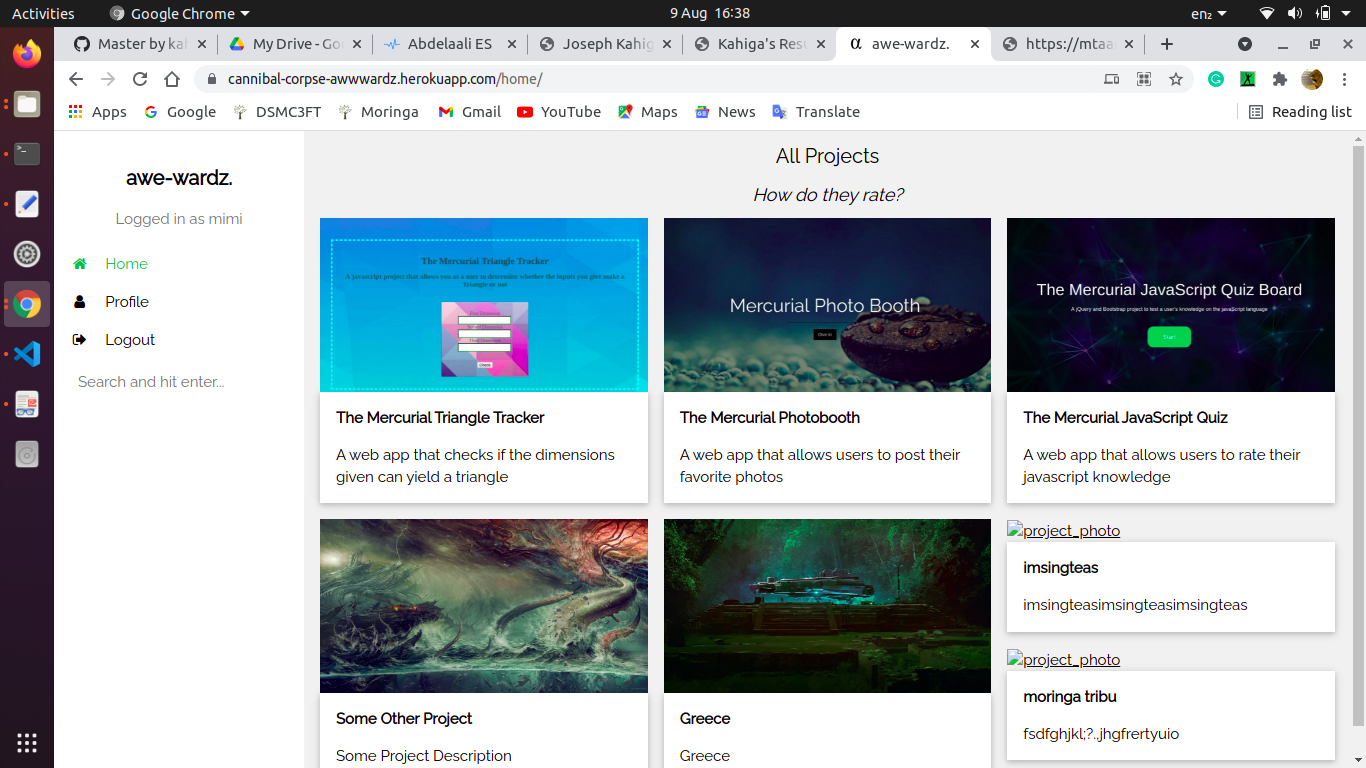 Activities
Google Chrome
9 Aug 16:38
en₂
Master by kah
My Drive - Goo
Abdelaali ES
Joseph Kahig
Kahiga's Resu
α awe-wardz.
https://mtaan
cannibal-corpse-awwwardz.herokuapp.com/home/
Apps
Google
DSMC3FT
Moringa
Gmail
YouTube
Maps
News
Translate
Reading list
awe-wardz.
Logged in as mimi
Home
Profile
Logout
Search and hit enter...
All Projects
How do they rate?
The Mercurial Triangle Tracker
A javascript project that allows you as a user to determine whether the inputs you give make a
Triangle or not
The Mercurial Triangle Tracker
A web app that checks if the dimensions
given can yield a triangle
Mercurial Photo Booth
The Mercurial Photobooth
A web app that allows users to post their
favorite photos
The Mercurial JavaScript Quiz Board
A jQuery and Bootstrap project to test a user's knowledge on the javaScript language
Start
The Mercurial JavaScript Quiz
A web app that allows users to rate their
javascript knowledge
Some Other Project
Some Project Description
Greece
Greece
project_photo
imsingteas
imsingteasimsingteasimsingteas
project_photo
moringa tribu
fsdfghjkl;?.,jhgfrertyuio